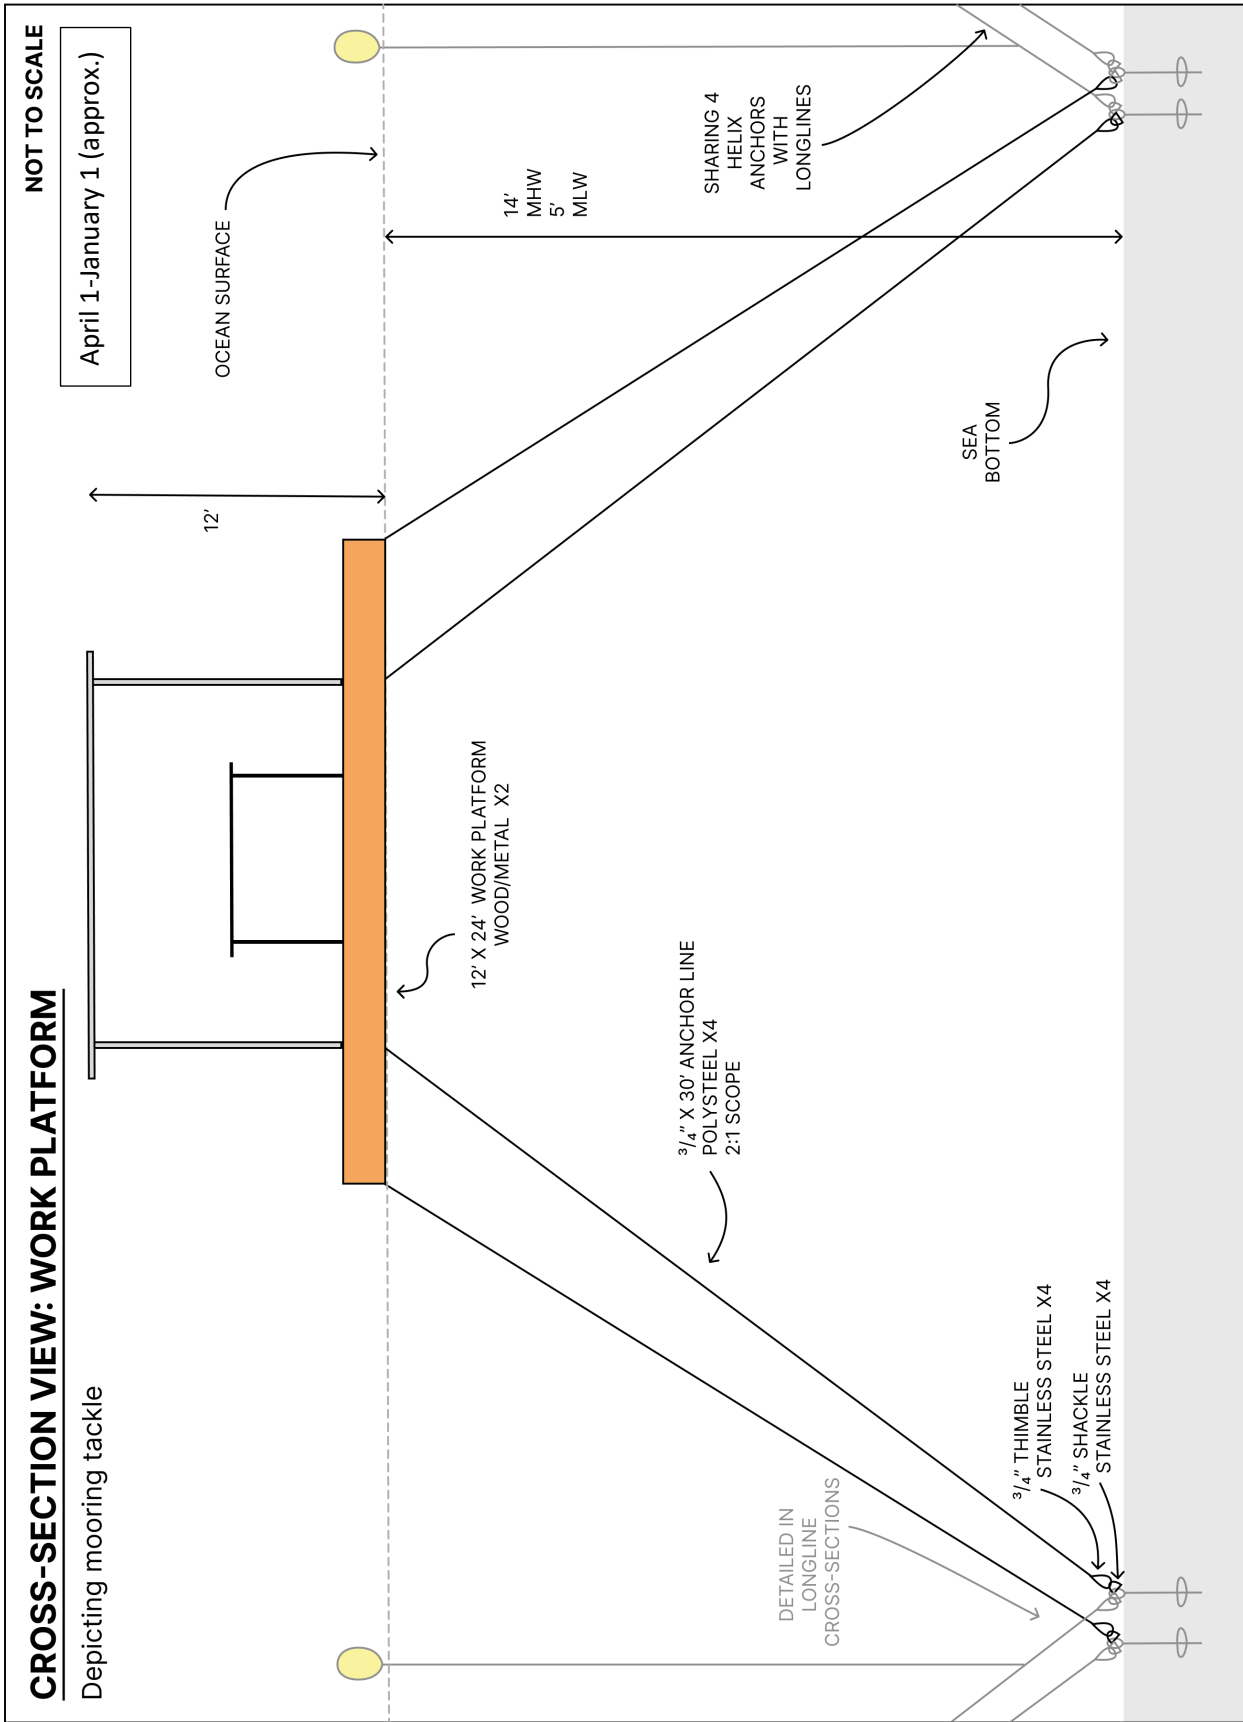 CROSS-SECTION VIEW: WORK PLATFORM
Depicting mooring tackle
NOT TO SCALE
April 1-January 1 (approx.)
OCEAN SURFACE
12'
12' X 24' WORK PLATFORM
WOOD/METAL X2
14'
MHW
5'
MLW
³/₄" X 30' ANCHOR LINE
POLYSTEEL X4
2:1 SCOPE
SHARING 4
HELIX
ANCHORS
WITH
LONGLINES
DETAILED IN
LONGLINE
CROSS-SECTIONS
SEA
BOTTOM
³/₄" THIMBLE
STAINLESS STEEL X4
³/₄" SHACKLE
STAINLESS STEEL X4